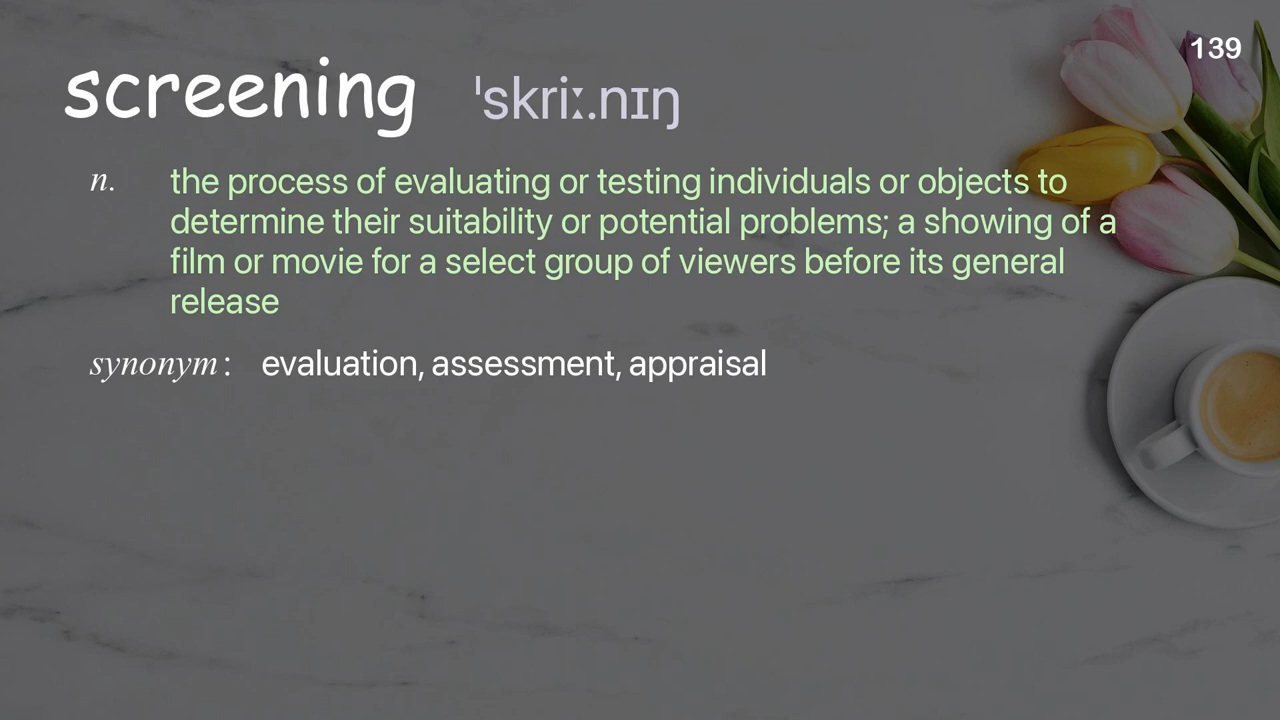 139
screening ˈskriː.nɪŋ
n. the process of evaluating or testing individuals or objects to
determine their suitability or potential problems; a showing of a
film or movie for a select group of viewers before its general
release
synonym : evaluation, assessment, appraisal